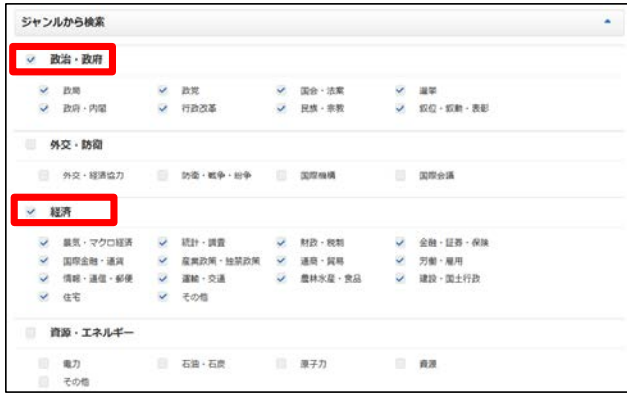 ジャンルから検索
政治・政府
政局 政党 国会・法案 選挙
政府・内閣 行政改革 民族・宗教 叙位・叙勲・表彰
外交・防衛
外交・経済協力 防衛・戦争・紛争 国際機構 国際会議
経済
景気・マクロ経済 統計・調査 財政・税制 金融・証券・保険
国際金融・通貨 産業政策・独禁政策 通商・貿易 労働・雇用
情報・通信・郵便 運輸・交通 農林水産・食品 建設・国土行政
住宅 その他
資源・エネルギー
電力 石油・石炭 原子力 資源
その他